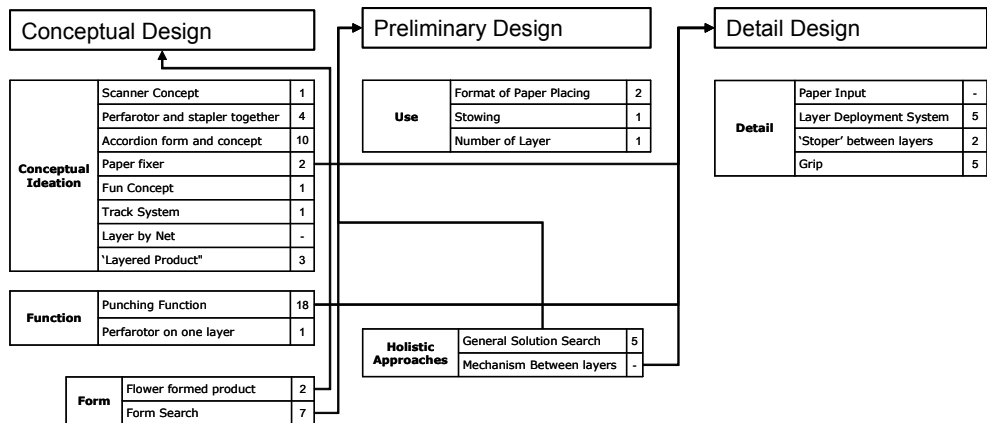 Conceptual Design
Preliminary Design
Detail Design
Conceptual
Ideation
Scanner Concept 1
Perfarotor and stapler together 4
Accordion form and concept 10
Paper fixer 2
Fun Concept 1
Track System 1
Layer by Net -
‘Layered Product" 3
Function
Punching Function 18
Perfarotor on one layer 1
Form
Flower formed product 2
Form Search 7
Use
Format of Paper Placing 2
Stowing 1
Number of Layer 1
Holistic
Approaches
General Solution Search 5
Mechanism Between layers -
Detail
Paper Input -
Layer Deployment System 5
‘Stoper’ between layers 2
Grip 5